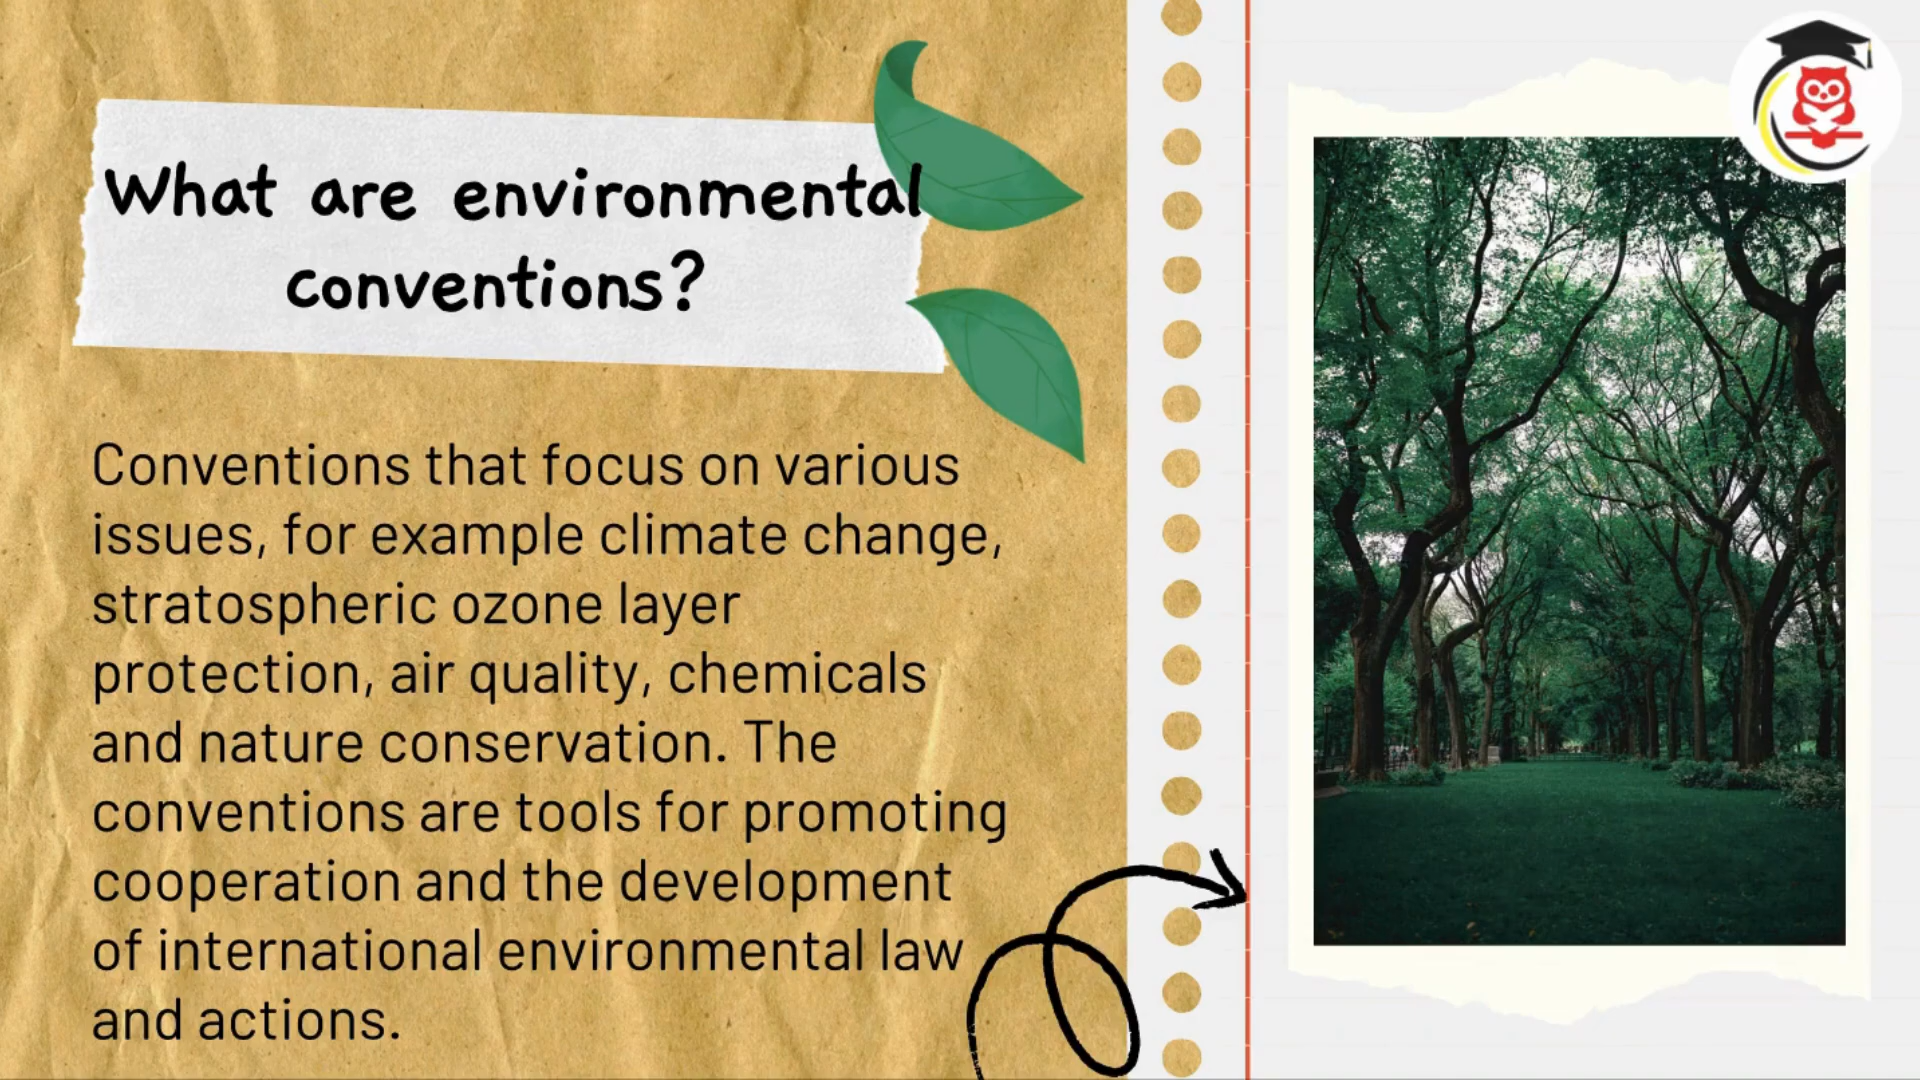 What are environmental
conventions?
Conventions that focus on various
issues, for example climate change,
stratospheric ozone layer
protection, air quality, chemicals
and nature conservation. The
conventions are tools for promoting
cooperation and the development
of international environmental law
and actions.